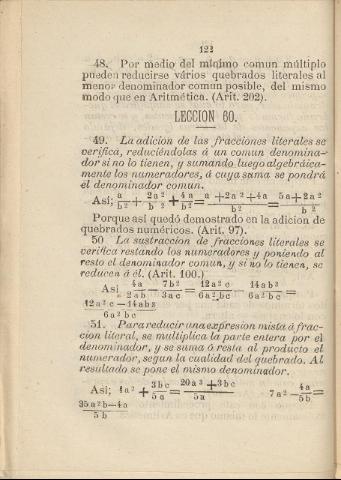 122
48. Por medio del minimo comun múltiplo
pueden reducirse vários quebrados literales al
menor denominador comun posible, del mismo
modo que en Aritmética. (Arit. 202).
LECCION 60.
49. La adicion de las fracciones literales se
verifica, reduciéndolas á un comun denomina-
dor si no lo tienen, y sumando luego algebráica-
mente los numeradores, á cuya suma se pondrá
el denominador comun.
Así; a/b² + 2a²/b² + 4a/b² = a+2a²+4a/b² = 5a+2a²/b²
Porque asi quedó demostrado en la adicion de
quebrados numéricos. (Arit. 97).
50 La sustraccion de fracciones literales se
verifica restando los numeradores y poniendo al
resto el denominador comun, y si no lo tienen, se
reducen á él. (Arit. 100.)
Asi 4a/2ab — 7b²/3ac = 12a²c/6a²bc — 14ab³/6a²bc =
12a²c—14ab³/6a²bc
51. Para reducir una expresion mista á frac-
cion literal, se multiplica la parte entera por el
denominador, y se suma ó resta al producto el
numerador, segun la cualidad del quebrado. Al
resultado se pone el mismo denominador.
Asi; 4a² + 3bc/5a = 20a³+3bc/5a 7a² — 4a/5b =
35a²b—4a/5b